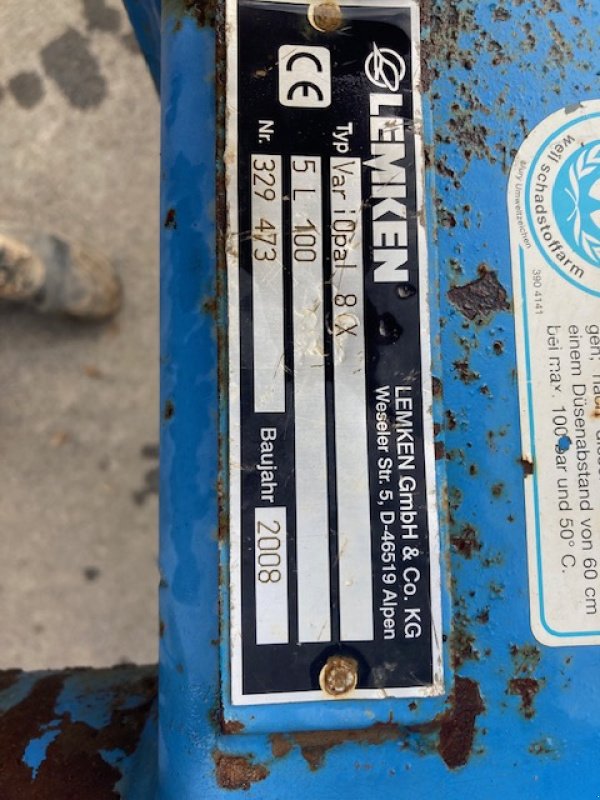 LEMKEN
CE
Typ VariOpal 8 X
5 L 100
Nr. 329 473
Baujahr 2008
LEMKEN GmbH & Co. KG
Weseler Str. 5, D-46519 Alpen
weil schadstoffarm
390 4141
einem Düsenabstand von 60 cm
bei max. 100 bar und 50° C.